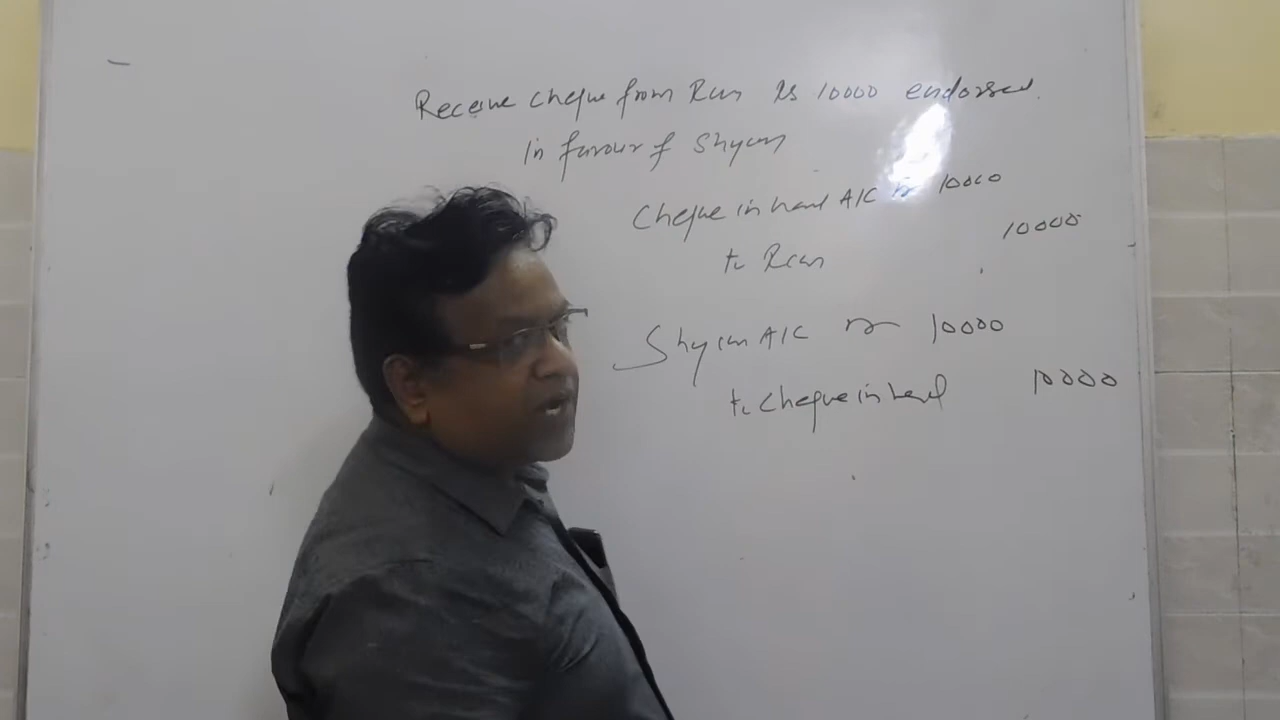 Receive cheque from Ram Rs 10000 endorsed.
in favour of Shyam
Cheque in hand A/C Dr 10000
to Ram 10000
Shyam A/C Dr 10000
to cheque in hand 10000